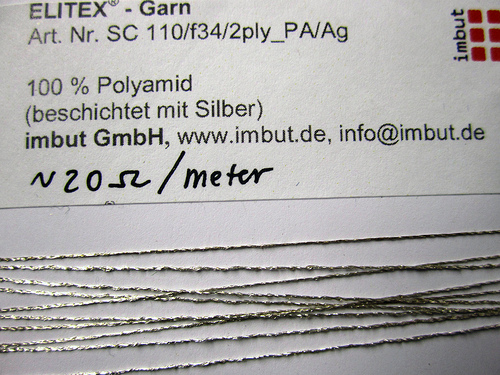 ELITEX® - Garn
Art. Nr. SC 110/f34/2ply_PA/Ag
imbut
100 % Polyamid
(beschichtet mit Silber)
imbut GmbH, www.imbut.de, info@imbut.de
~20Ω/meter